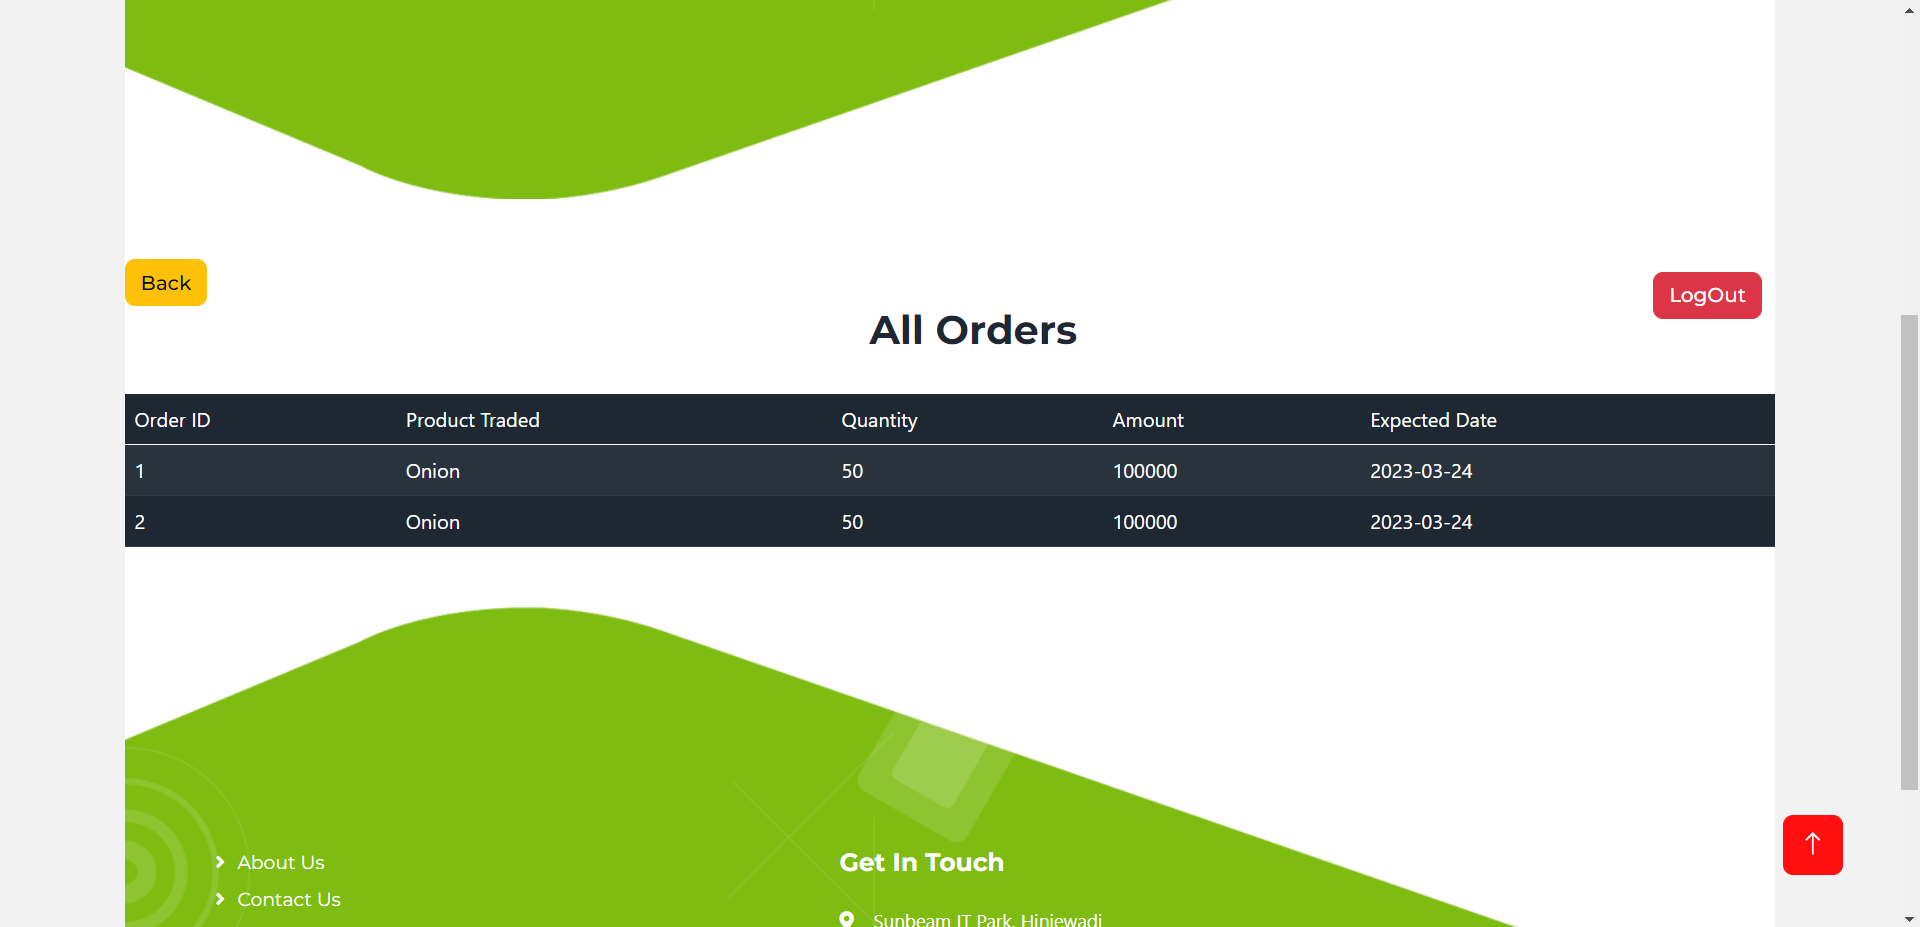 Back
LogOut
All Orders
Order ID Product Traded Quantity Amount Expected Date
1 Onion 50 100000 2023-03-24
2 Onion 50 100000 2023-03-24
About Us
Contact Us
Get In Touch
Sunbeam IT Park, Hinjewadi